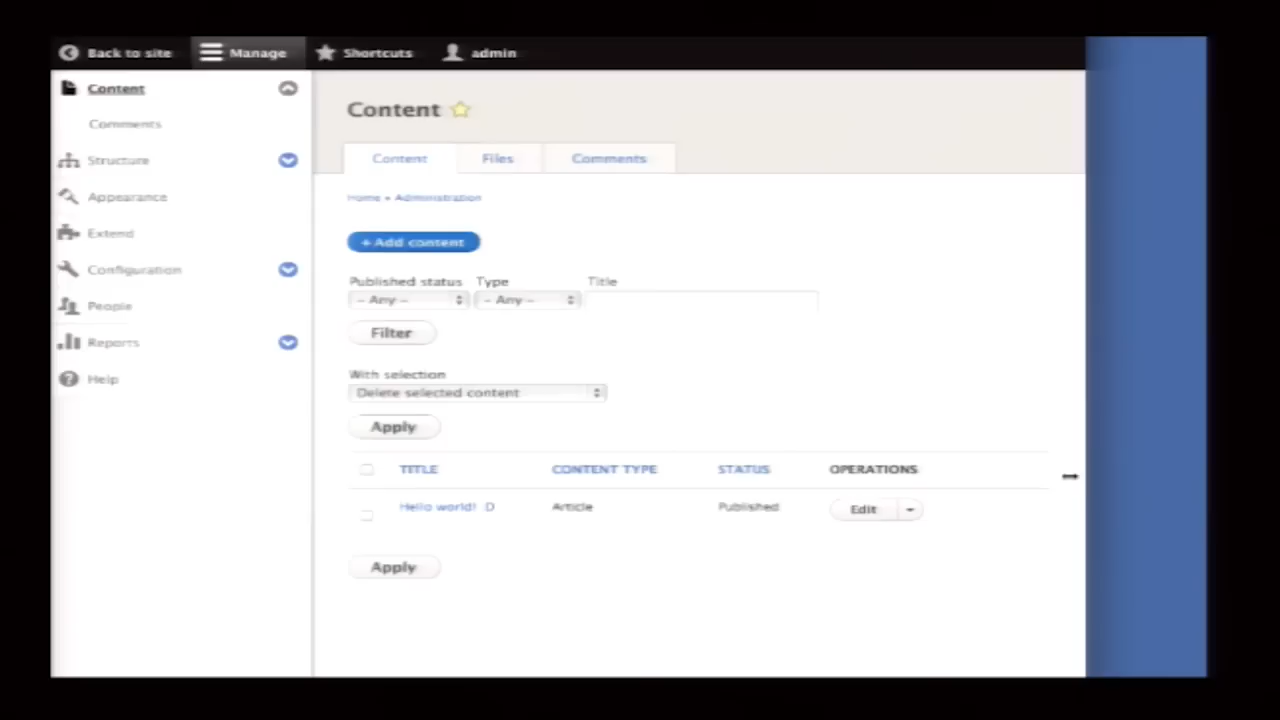 Back to site Manage Shortcuts admin
Content
Comments
Structure
Appearance
Extend
Configuration
People
Reports
Help
Content
Content Files Comments
Home » Administration
+ Add content
Published status Type Title
- Any - - Any -
Filter
With selection
Delete selected content
Apply
TITLE CONTENT TYPE STATUS OPERATIONS
Hello world! :D Article Published Edit
Apply